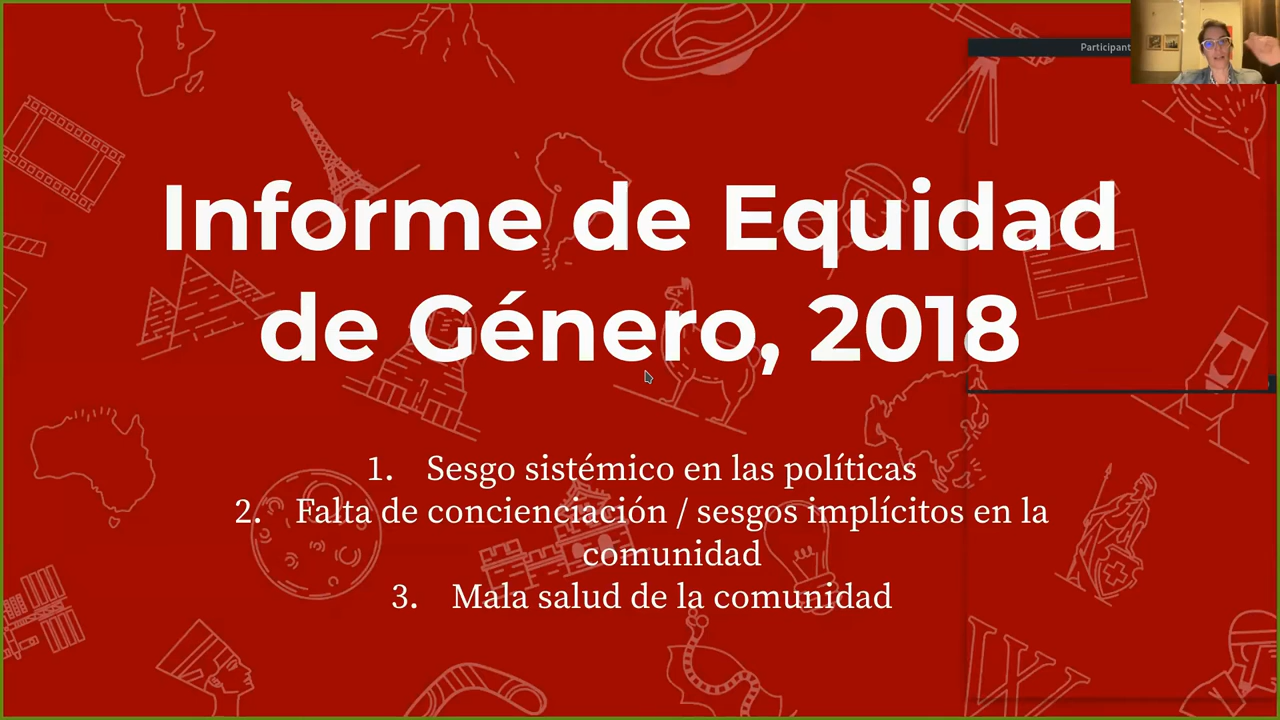 Participant
Informe de Equidad
de Género, 2018
1. Sesgo sistémico en las políticas
2. Falta de concienciación / sesgos implícitos en la
comunidad
3. Mala salud de la comunidad